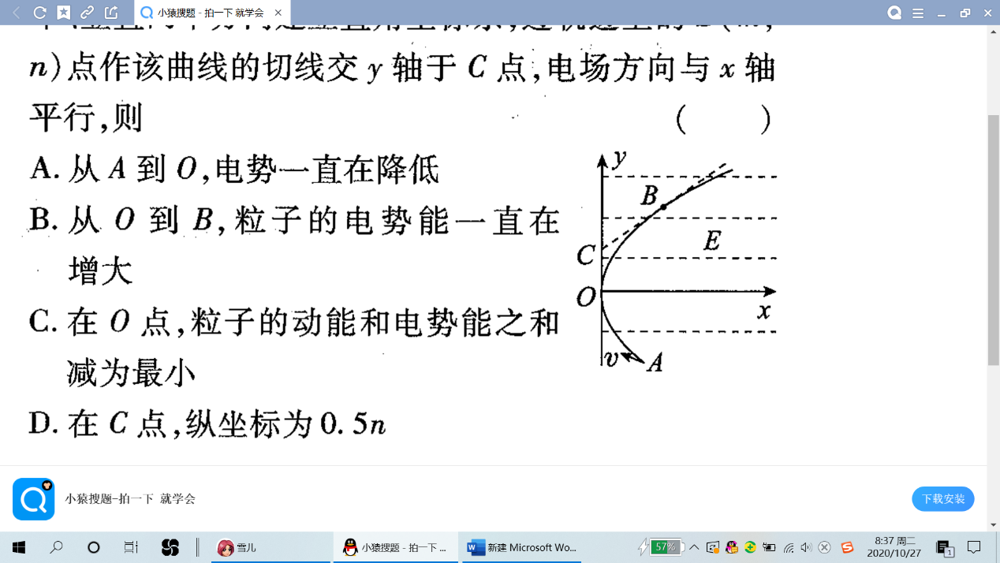 小猿搜题 - 拍一下 就学会
n)点作该曲线的切线交 y 轴于 C 点,电场方向与 x 轴
平行,则 ( )
A. 从 A 到 O,电势一直在降低
B. 从 O 到 B,粒子的电势能一直在
增大
C. 在 O 点,粒子的动能和电势能之和
减为最小
D. 在 C 点,纵坐标为 0. 5n
y
B
E
C
O
x
v
A
小猿搜题-拍一下 就学会
下载安装
雪儿
小猿搜题 - 拍一下 ...
新建 Microsoft Wo...
57%
8:37 周二
2020/10/27
1